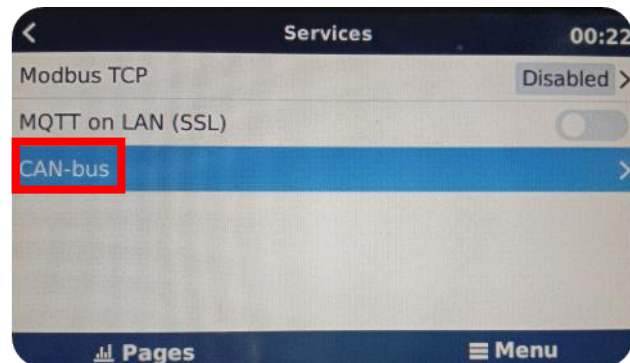 Services 00:22
Modbus TCP Disabled
MQTT on LAN (SSL)
CAN-bus
Pages Menu